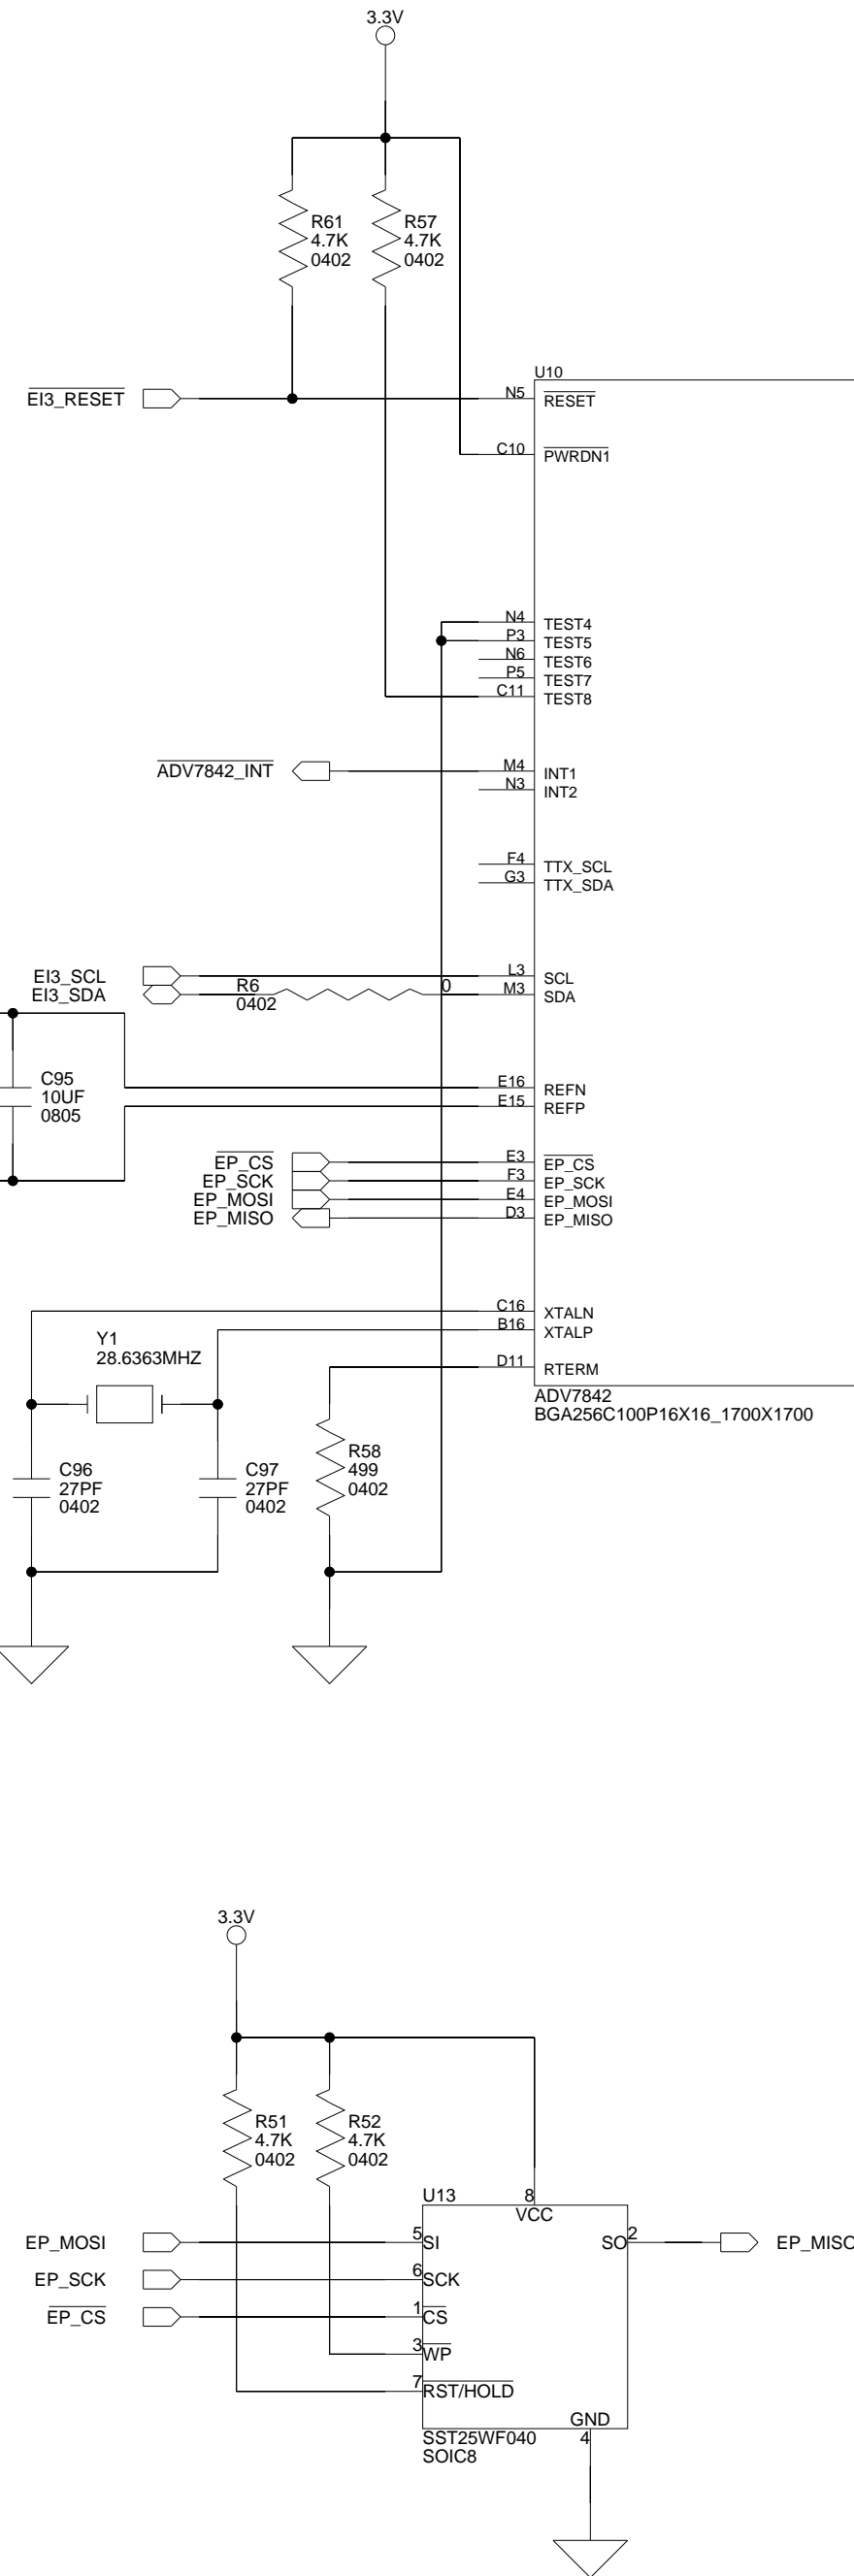 3.3V
R61
4.7K
0402
R57
4.7K
0402
U10
EI3_RESET
N5
RESET
C10
PWRDN1
N4
TEST4
P3
TEST5
N6
TEST6
P5
TEST7
C11
TEST8
ADV7842_INT
M4
INT1
N3
INT2
F4
TTX_SCL
G3
TTX_SDA
EI3_SCL
L3
SCL
EI3_SDA
R6
0402
0
M3
SDA
C95
10UF
0805
E16
REFN
E15
REFP
EP_CS
E3
EP_CS
EP_SCK
F3
EP_SCK
EP_MOSI
E4
EP_MOSI
EP_MISO
D3
EP_MISO
C16
XTALN
B16
XTALP
Y1
28.6363MHZ
D11
RTERM
ADV7842
BGA256C100P16X16_1700X1700
C96
27PF
0402
C97
27PF
0402
R58
499
0402
3.3V
R51
4.7K
0402
R52
4.7K
0402
U13
8
VCC
EP_MOSI
5
SI
SO
2
EP_MISO
EP_SCK
6
SCK
EP_CS
1
CS
3
WP
7
RST/HOLD
GND
4
SST25WF040
SOIC8